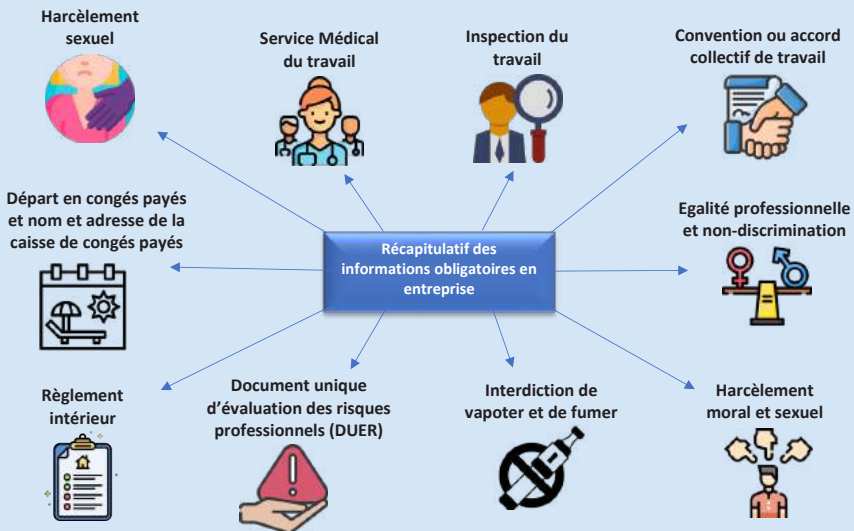 Harcèlement
sexuel
Service Médical
du travail
Inspection du
travail
Convention ou accord
collectif de travail
Départ en congés payés
et nom et adresse de la
caisse de congés payés
Récapitulatif des
informations obligatoires en
entreprise
Egalité professionnelle
et non-discrimination
Règlement
intérieur
Document unique
d’évaluation des risques
professionnels (DUER)
Interdiction de
vapoter et de fumer
Harcèlement
moral et sexuel